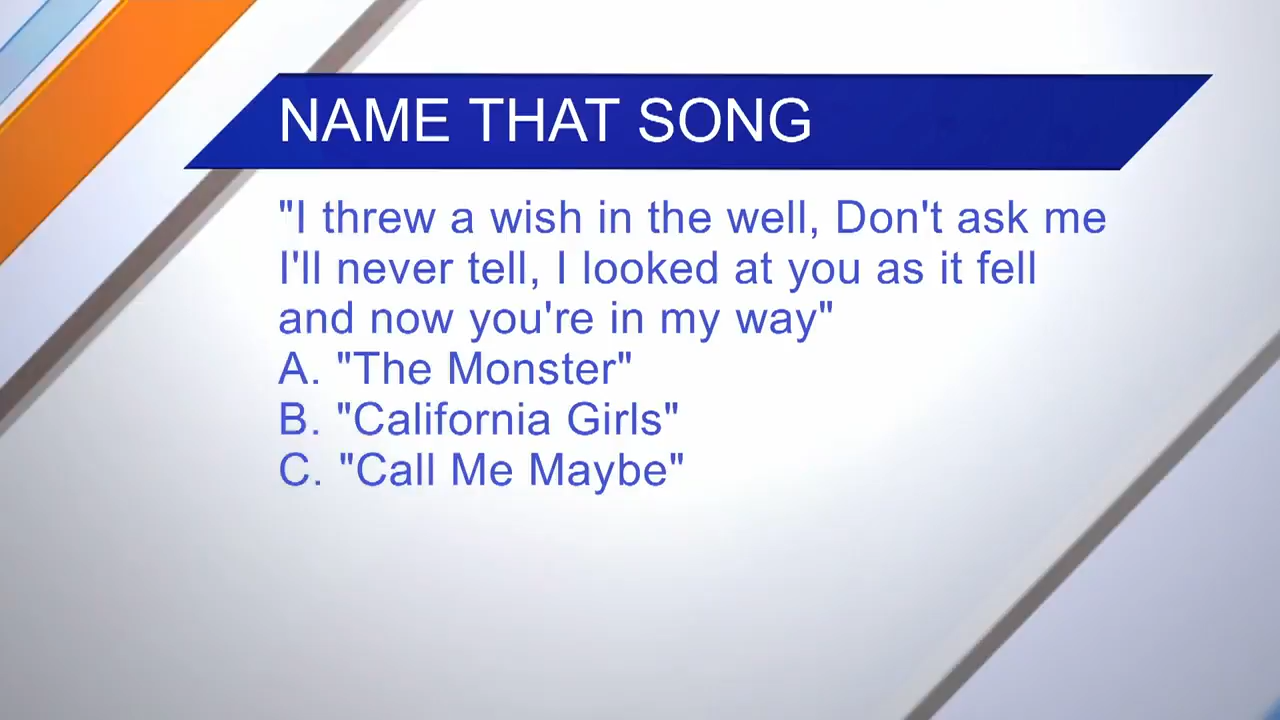 NAME THAT SONG
"I threw a wish in the well, Don't ask me
I'll never tell, I looked at you as it fell
and now you're in my way"
A. "The Monster"
B. "California Girls"
C. "Call Me Maybe"